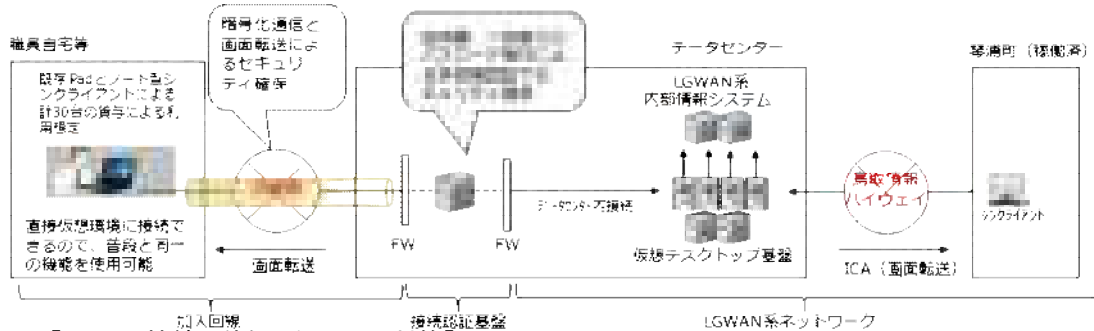 職員自宅等
既存Padとノート型シ
ンクライアントによる
計30台の貸与による利
用想定
直接仮想環境に接続で
きるので、普段と同一
の機能を使用可能
暗号化通信と
画面転送によ
るセキュリ
ティ確保
画面転送
FW
FW
データセンター
LGWAN系
内部情報システム
データセンター内接続
仮想デスクトップ基盤
鳥取情報
ハイウェイ
ICA（画面転送）
琴浦町（稼働済）
シンクライアント
加入回線
接続認証基盤
LGWAN系ネットワーク